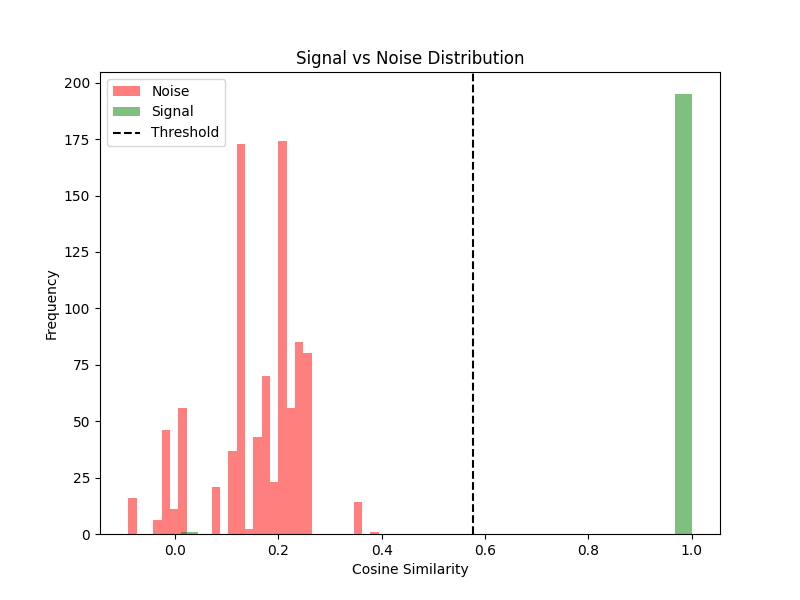 Signal vs Noise Distribution
Noise
Signal
Threshold
200
175
150
125
100
75
50
25
0
Frequency
0.0 0.2 0.4 0.6 0.8 1.0
Cosine Similarity